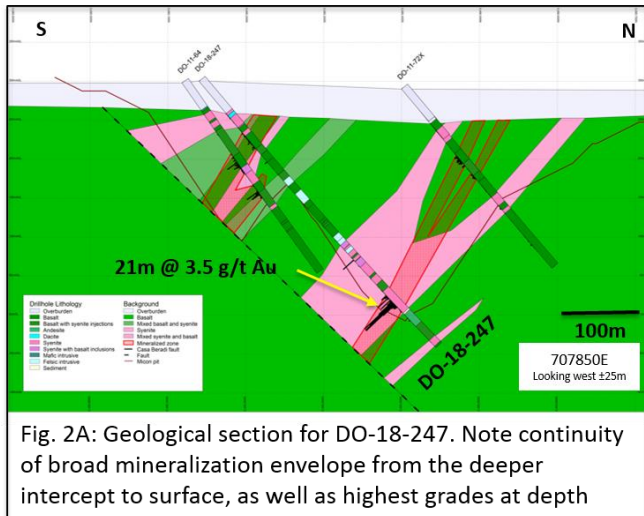 S
N
DO-11-64
DO-18-247
DO-11-72X
21m @ 3.5 g/t Au
Drillhole Lithology
Overburden
Basalt
Basalt with syenite injections
Andesite
Dacite
Syenite
Syenite with basalt inclusions
Mafic intrusive
Felsic intrusive
Sediment
Background
Overburden
Basalt
Mixed basalt and syenite
Syenite
Mixed syenite and basalt
Mineralized zone
Casa Beradi fault
Fault
Micon pit
DO-18-247
100m
707850E
Looking west ±25m
Fig. 2A: Geological section for DO-18-247. Note continuity
of broad mineralization envelope from the deeper
intercept to surface, as well as highest grades at depth